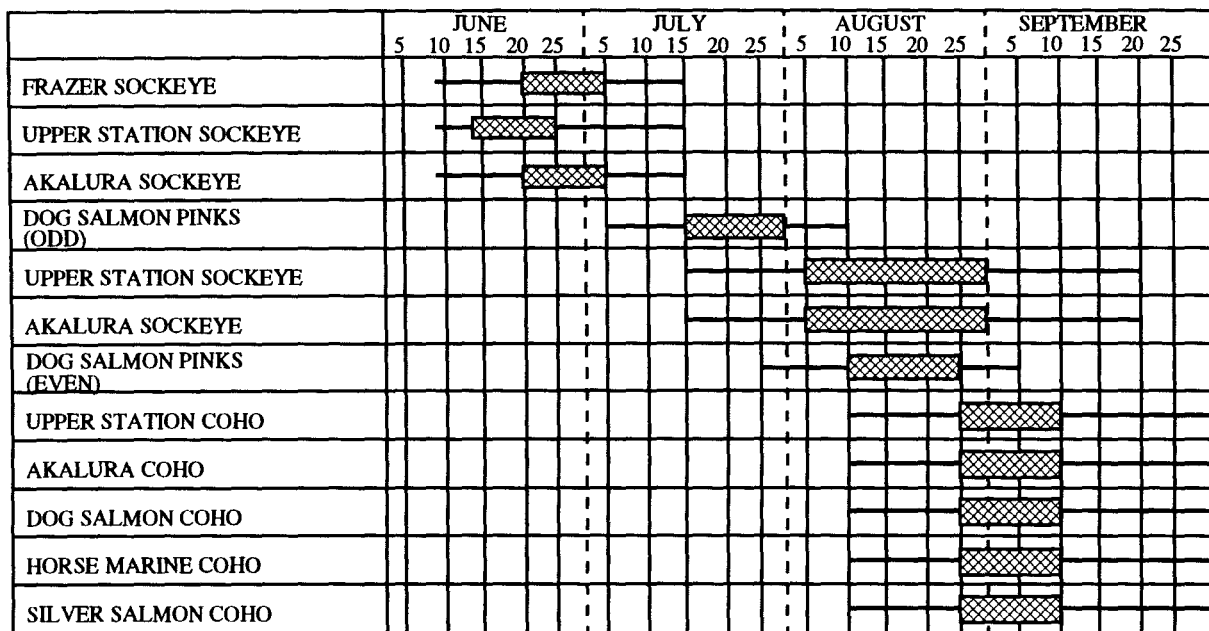 JUNE JULY AUGUST SEPTEMBER
5 10 15 20 25 5 10 15 20 25 5 10 15 20 25 5 10 15 20 25
FRAZER SOCKEYE
UPPER STATION SOCKEYE
AKALURA SOCKEYE
DOG SALMON PINKS
(ODD)
UPPER STATION SOCKEYE
AKALURA SOCKEYE
DOG SALMON PINKS
(EVEN)
UPPER STATION COHO
AKALURA COHO
DOG SALMON COHO
HORSE MARINE COHO
SILVER SALMON COHO